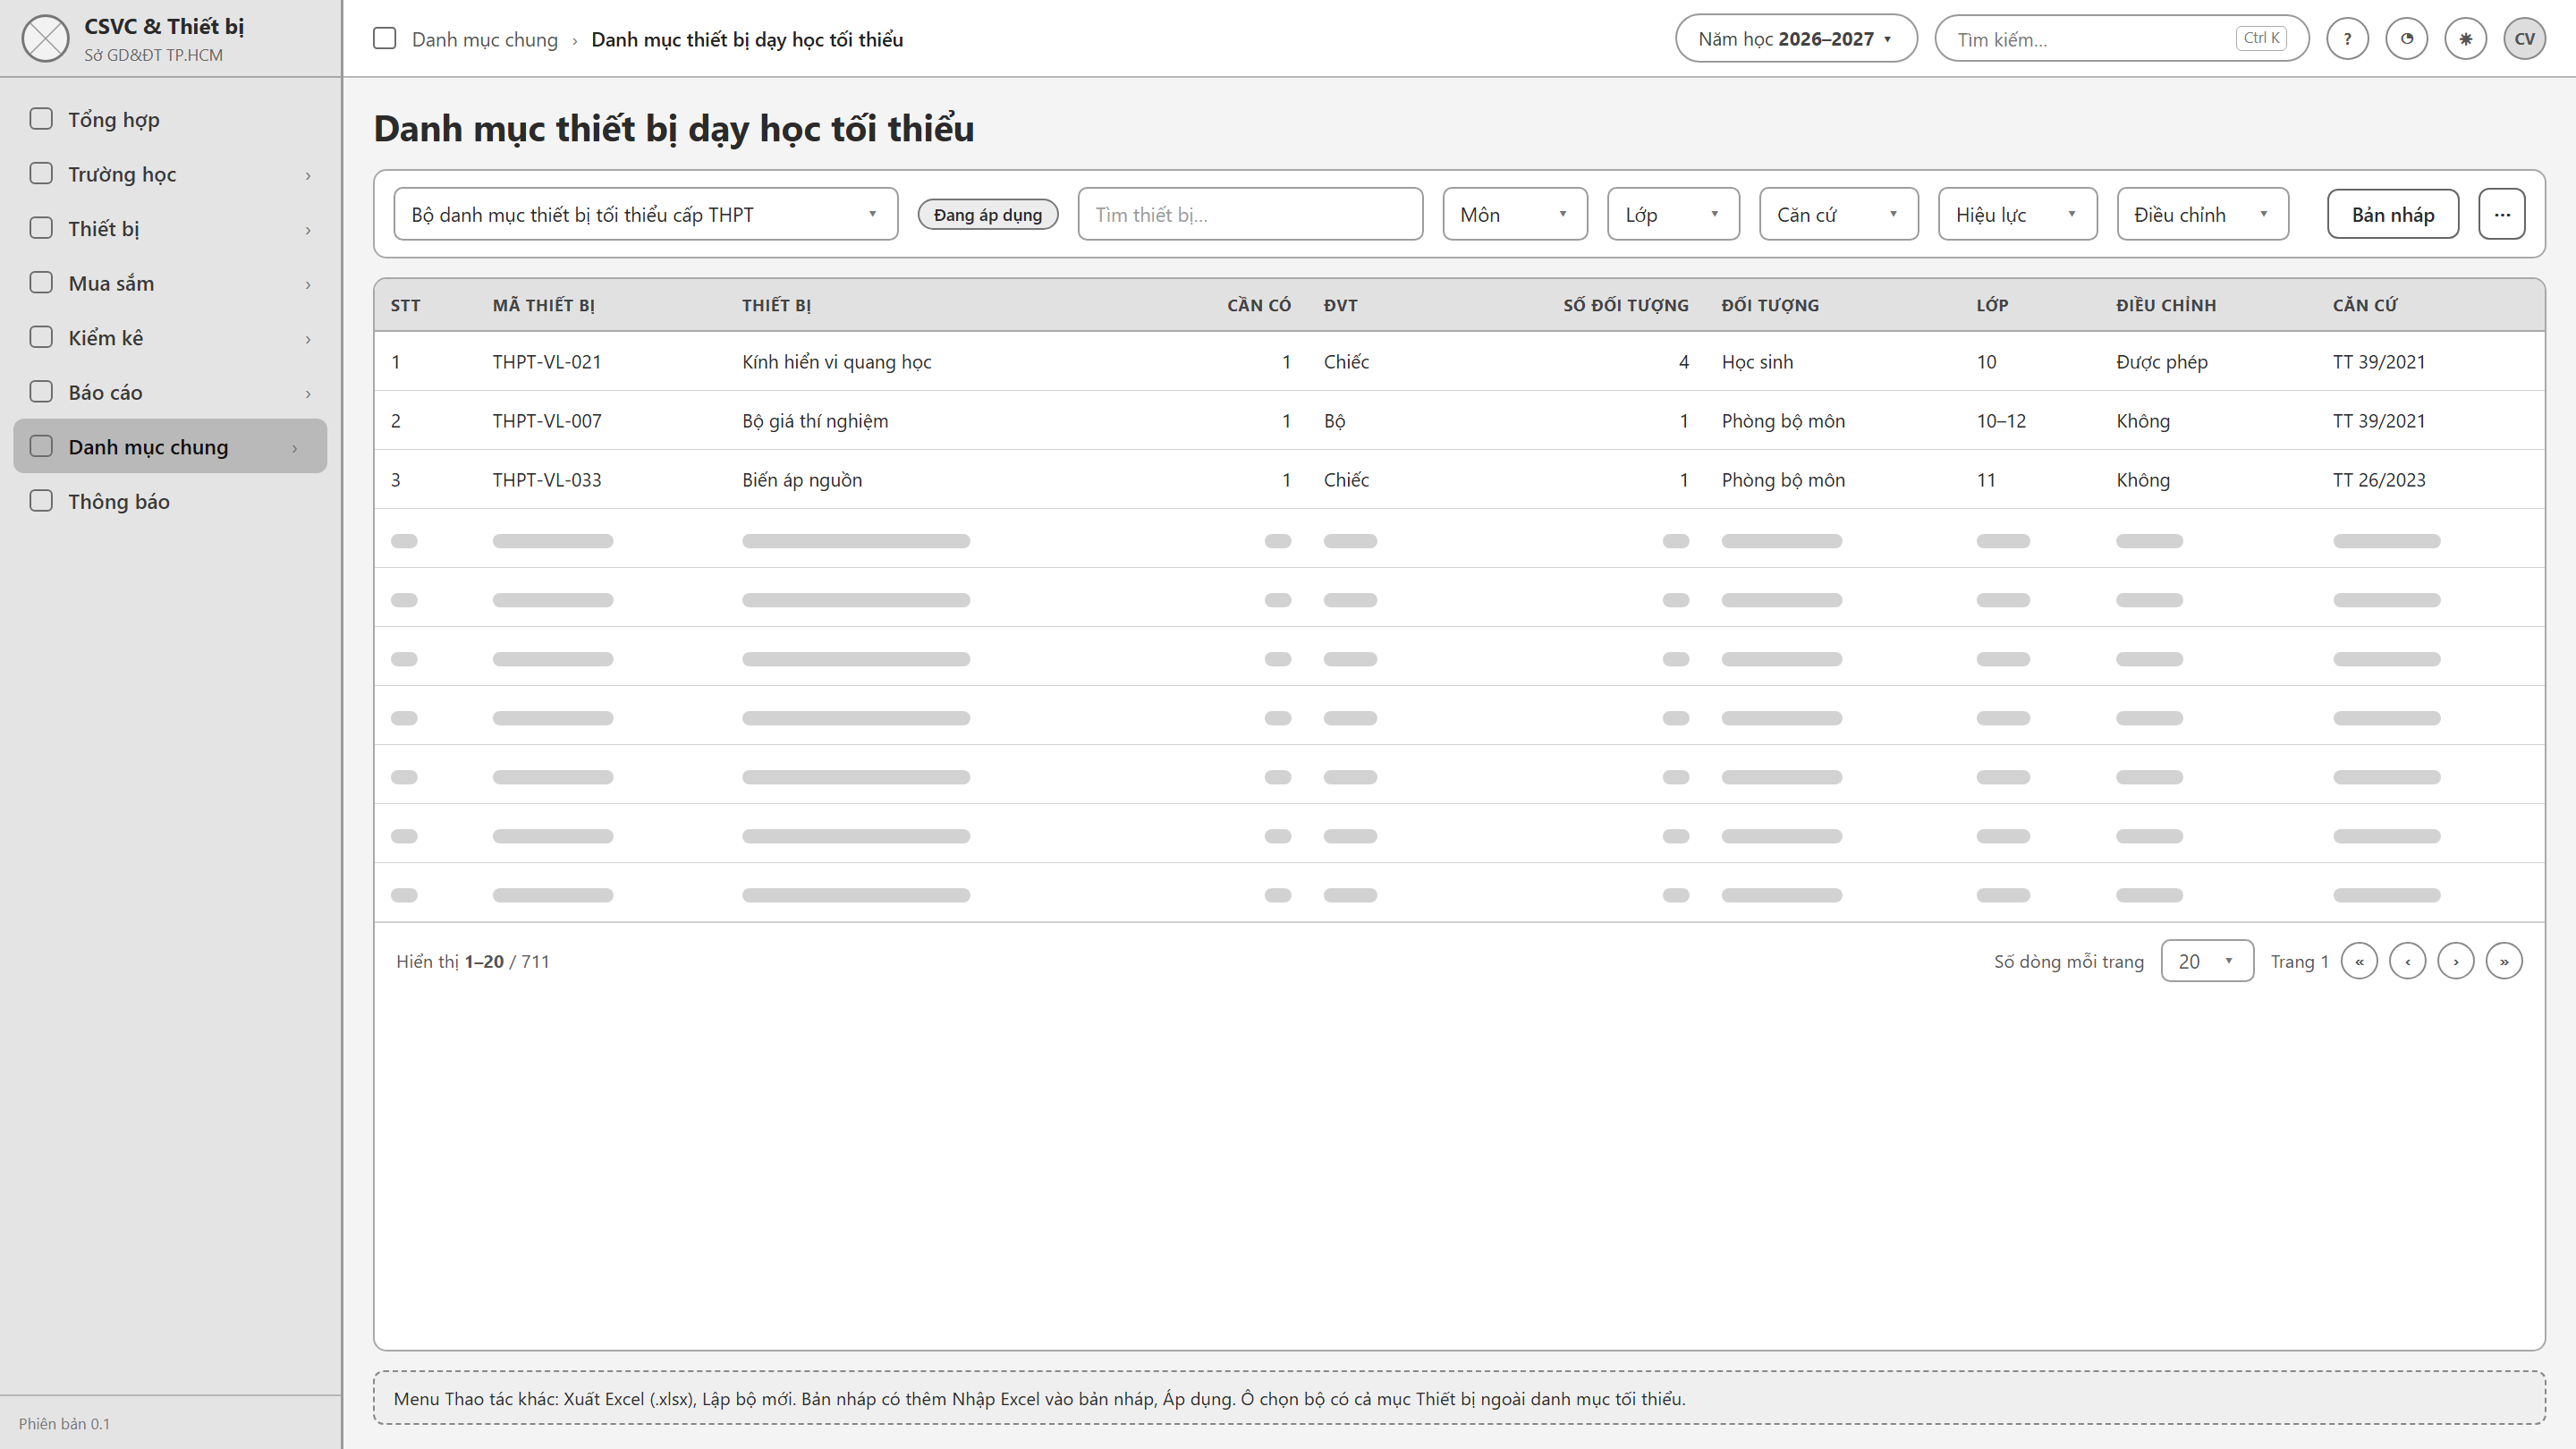 CSVC & Thiết bị
Sở GD&ĐT TP.HCM
Danh mục chung › Danh mục thiết bị dạy học tối thiểu
Năm học 2026–2027 ▾
Tìm kiếm... Ctrl K
?
CV
Tổng hợp
Trường học ›
Thiết bị ›
Mua sắm ›
Kiểm kê ›
Báo cáo ›
Danh mục chung ›
Thông báo
Phiên bản 0.1
Danh mục thiết bị dạy học tối thiểu
Bộ danh mục thiết bị tối thiểu cấp THPT ▾
Đang áp dụng
Tìm thiết bị...
Môn ▾
Lớp ▾
Căn cứ ▾
Hiệu lực ▾
Điều chỉnh ▾
Bản nháp
...
STT MÃ THIẾT BỊ THIẾT BỊ CẦN CÓ ĐVT SỐ ĐỐI TƯỢNG ĐỐI TƯỢNG LỚP ĐIỀU CHỈNH CĂN CỨ
1 THPT-VL-021 Kính hiển vi quang học 1 Chiếc 4 Học sinh 10 Được phép TT 39/2021
2 THPT-VL-007 Bộ giá thí nghiệm 1 Bộ 1 Phòng bộ môn 10–12 Không TT 39/2021
3 THPT-VL-033 Biến áp nguồn 1 Chiếc 1 Phòng bộ môn 11 Không TT 26/2023
Hiển thị 1–20 / 711
Số dòng mỗi trang 20 ▾ Trang 1 « ‹ › »
Menu Thao tác khác: Xuất Excel (.xlsx), Lập bộ mới. Bản nháp có thêm Nhập Excel vào bản nháp, Áp dụng. Ô chọn bộ có cả mục Thiết bị ngoài danh mục tối thiểu.